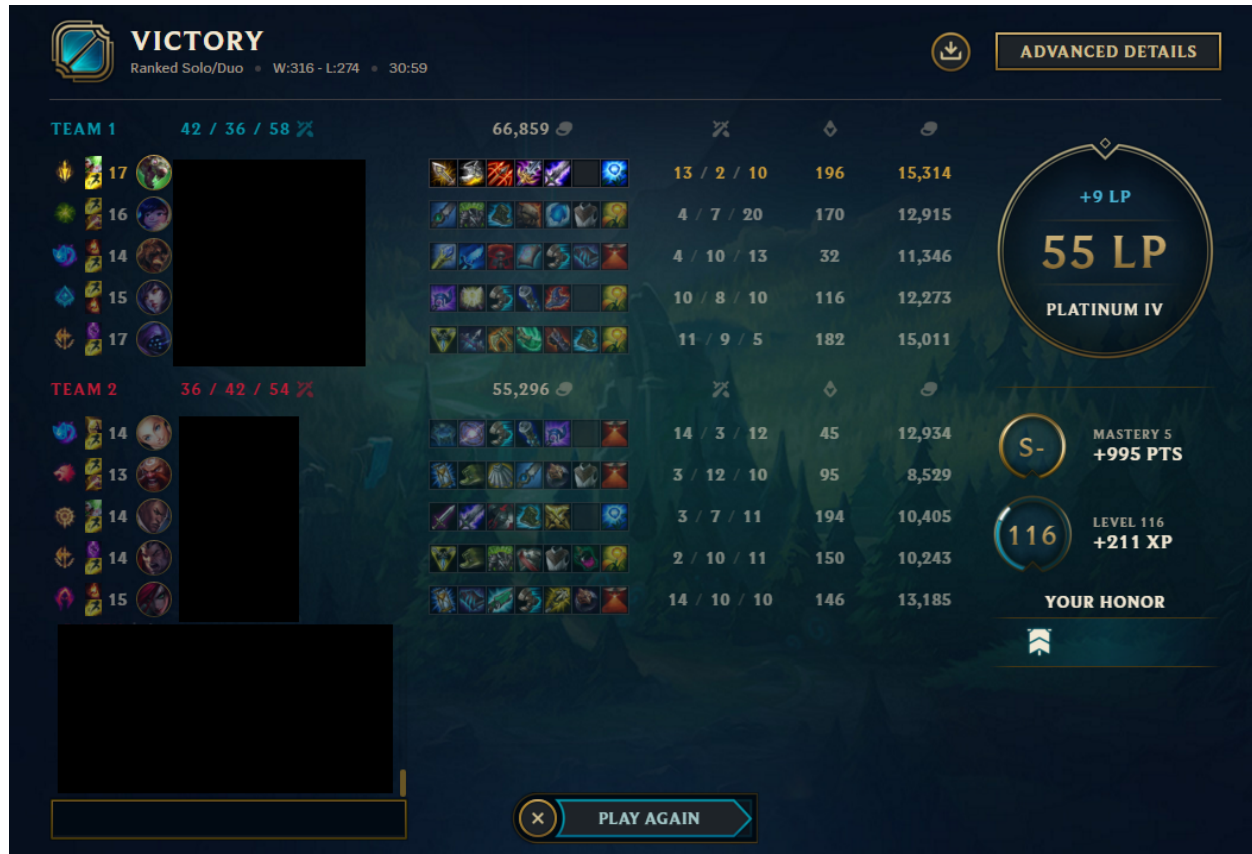 VICTORY
ADVANCED DETAILS
Ranked Solo/Duo • W:316 - L:274 • 30:59
TEAM 1 42 / 36 / 58 66,859
17 13 / 2 / 10 196 15,314
16 4 / 7 / 20 170 12,915
14 4 / 10 / 13 32 11,346
15 10 / 8 / 10 116 12,273
17 11 / 9 / 5 182 15,011
+9 LP
55 LP
PLATINUM IV
TEAM 2 36 / 42 / 54 55,296
14 14 / 3 / 12 45 12,934
13 3 / 12 / 10 95 8,529
14 3 / 7 / 11 194 10,405
14 2 / 10 / 11 150 10,243
15 14 / 10 / 10 146 13,185
S- MASTERY 5
+995 PTS
116 LEVEL 116
+211 XP
YOUR HONOR
PLAY AGAIN